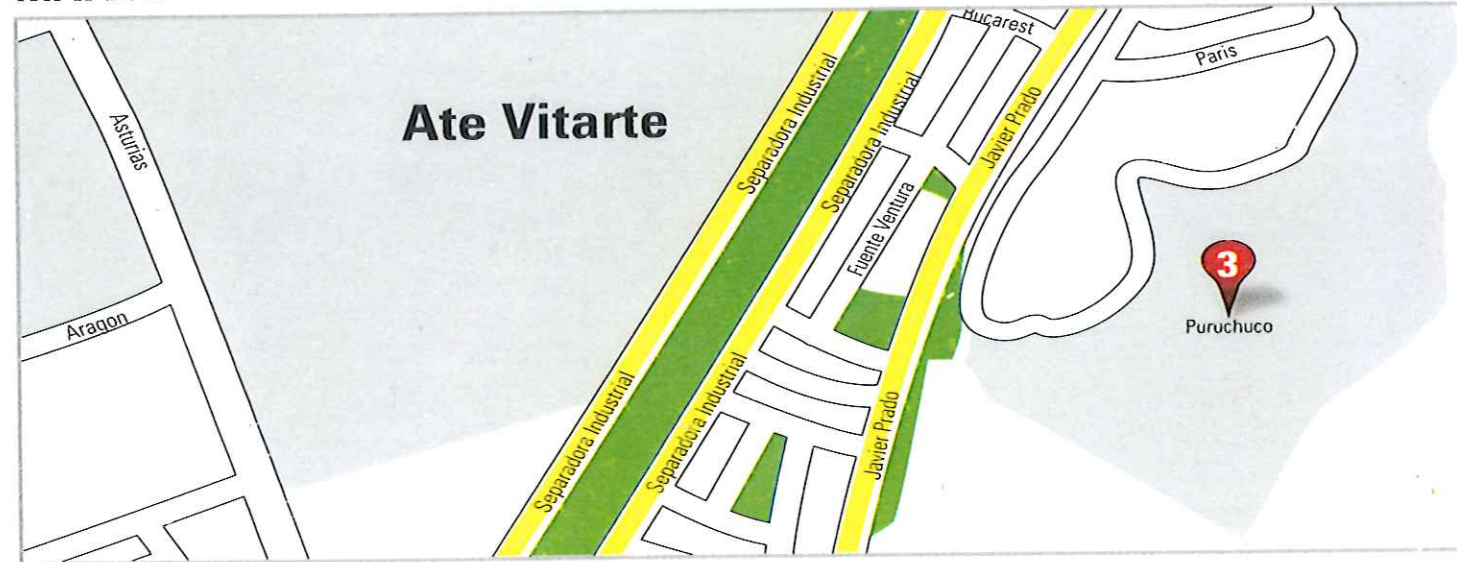 Bucarest
Paris
Asturias
Ate Vitarte
Separadora Industrial
Separadora Industrial
Javier Prado
Fuente Ventura
3
Puruchuco
Aragon
Separadora Industrial
Separadora Industrial
Javier Prado